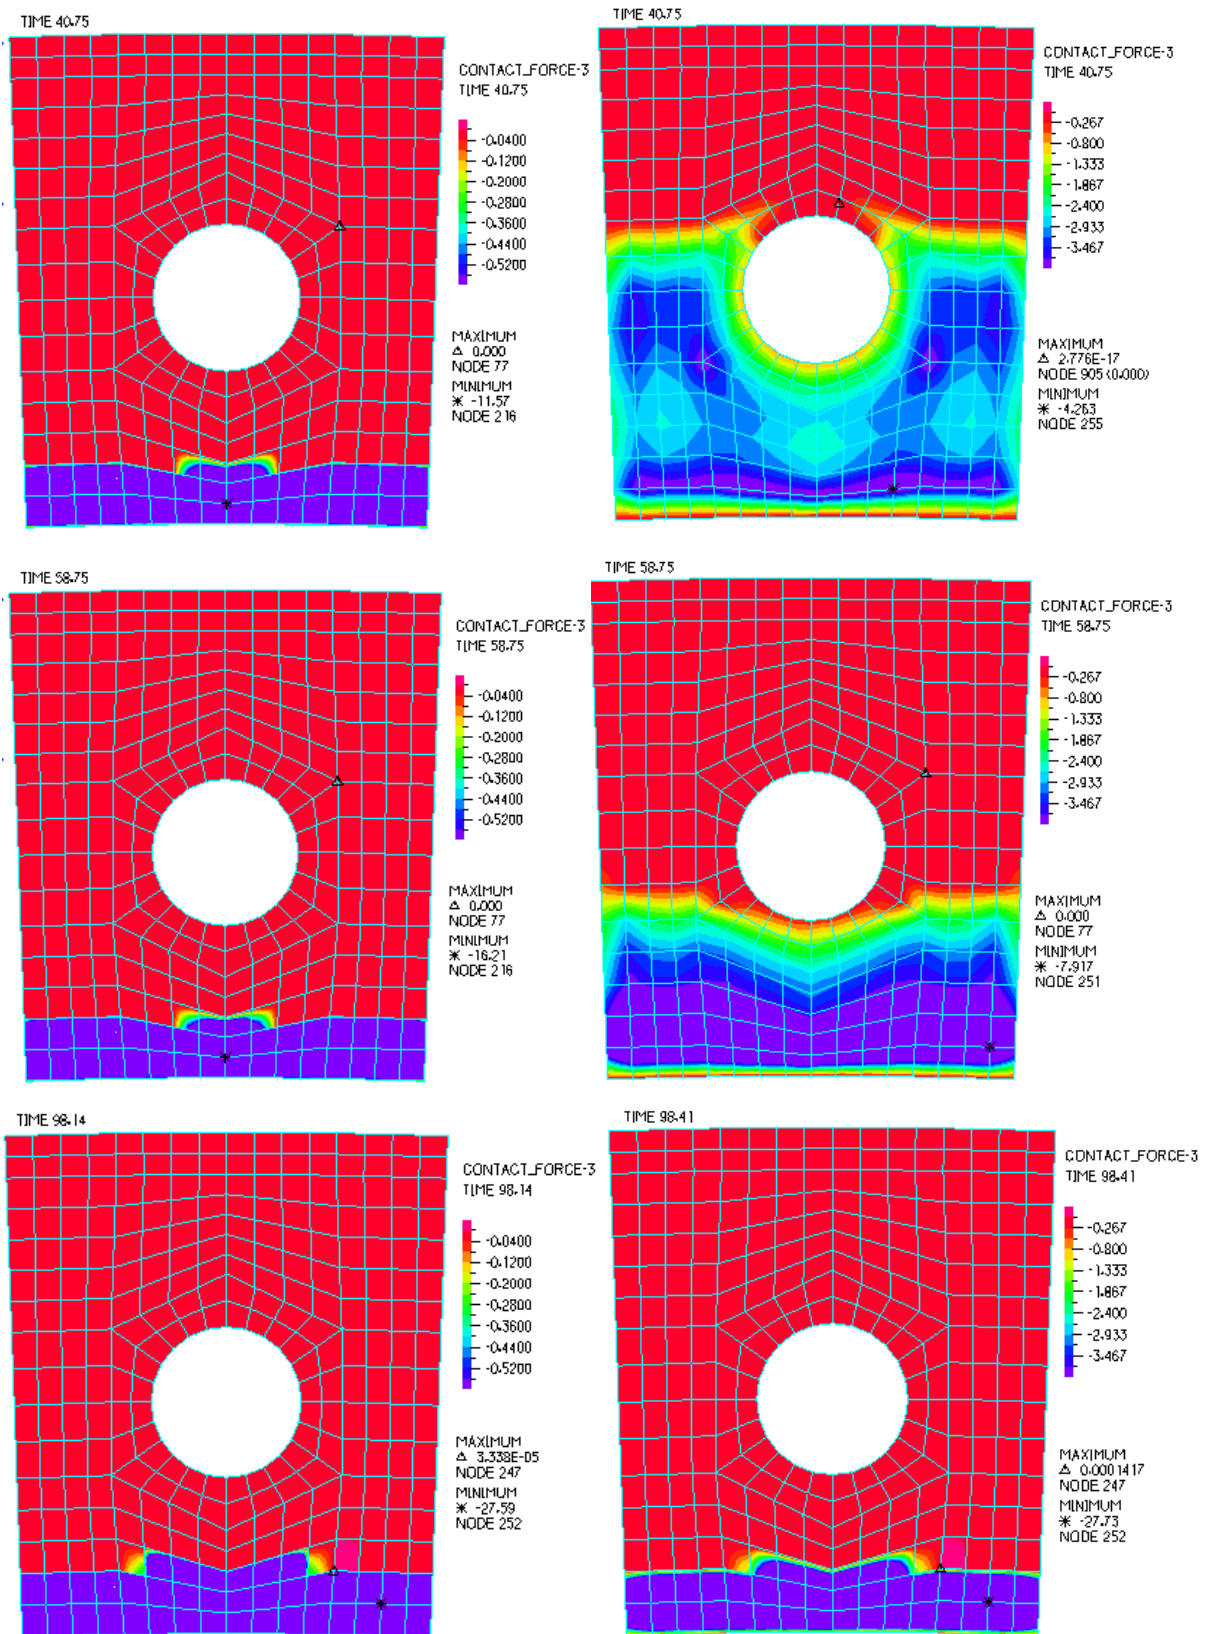 TIME 40.75
CONTACT_FORCE-3
TIME 40.75
-0.0400
-0.1200
-0.2000
-0.2800
-0.3600
-0.4400
-0.5200
MAXIMUM
△ 0.000
NODE 77
MINIMUM
✳ -11.57
NODE 216
TIME 40.75
CONTACT_FORCE-3
TIME 40.75
-0.267
-0.800
-1.333
-1.867
-2.400
-2.933
-3.467
MAXIMUM
△ 2.776E-17
NODE 905 (0.000)
MINIMUM
✳ -4.263
NODE 255
TIME 58.75
CONTACT_FORCE-3
TIME 58.75
-0.0400
-0.1200
-0.2000
-0.2800
-0.3600
-0.4400
-0.5200
MAXIMUM
△ 0.000
NODE 77
MINIMUM
✳ -16.21
NODE 216
TIME 58.75
CONTACT_FORCE-3
TIME 58.75
-0.267
-0.800
-1.333
-1.867
-2.400
-2.933
-3.467
MAXIMUM
△ 0.000
NODE 77
MINIMUM
✳ -7.917
NODE 251
TIME 98.14
CONTACT_FORCE-3
TIME 98.14
-0.0400
-0.1200
-0.2000
-0.2800
-0.3600
-0.4400
-0.5200
MAXIMUM
△ 3.338E-05
NODE 247
MINIMUM
✳ -27.59
NODE 252
TIME 98.41
CONTACT_FORCE-3
TIME 98.41
-0.267
-0.800
-1.333
-1.867
-2.400
-2.933
-3.467
MAXIMUM
△ 0.0001417
NODE 247
MINIMUM
✳ -27.73
NODE 252